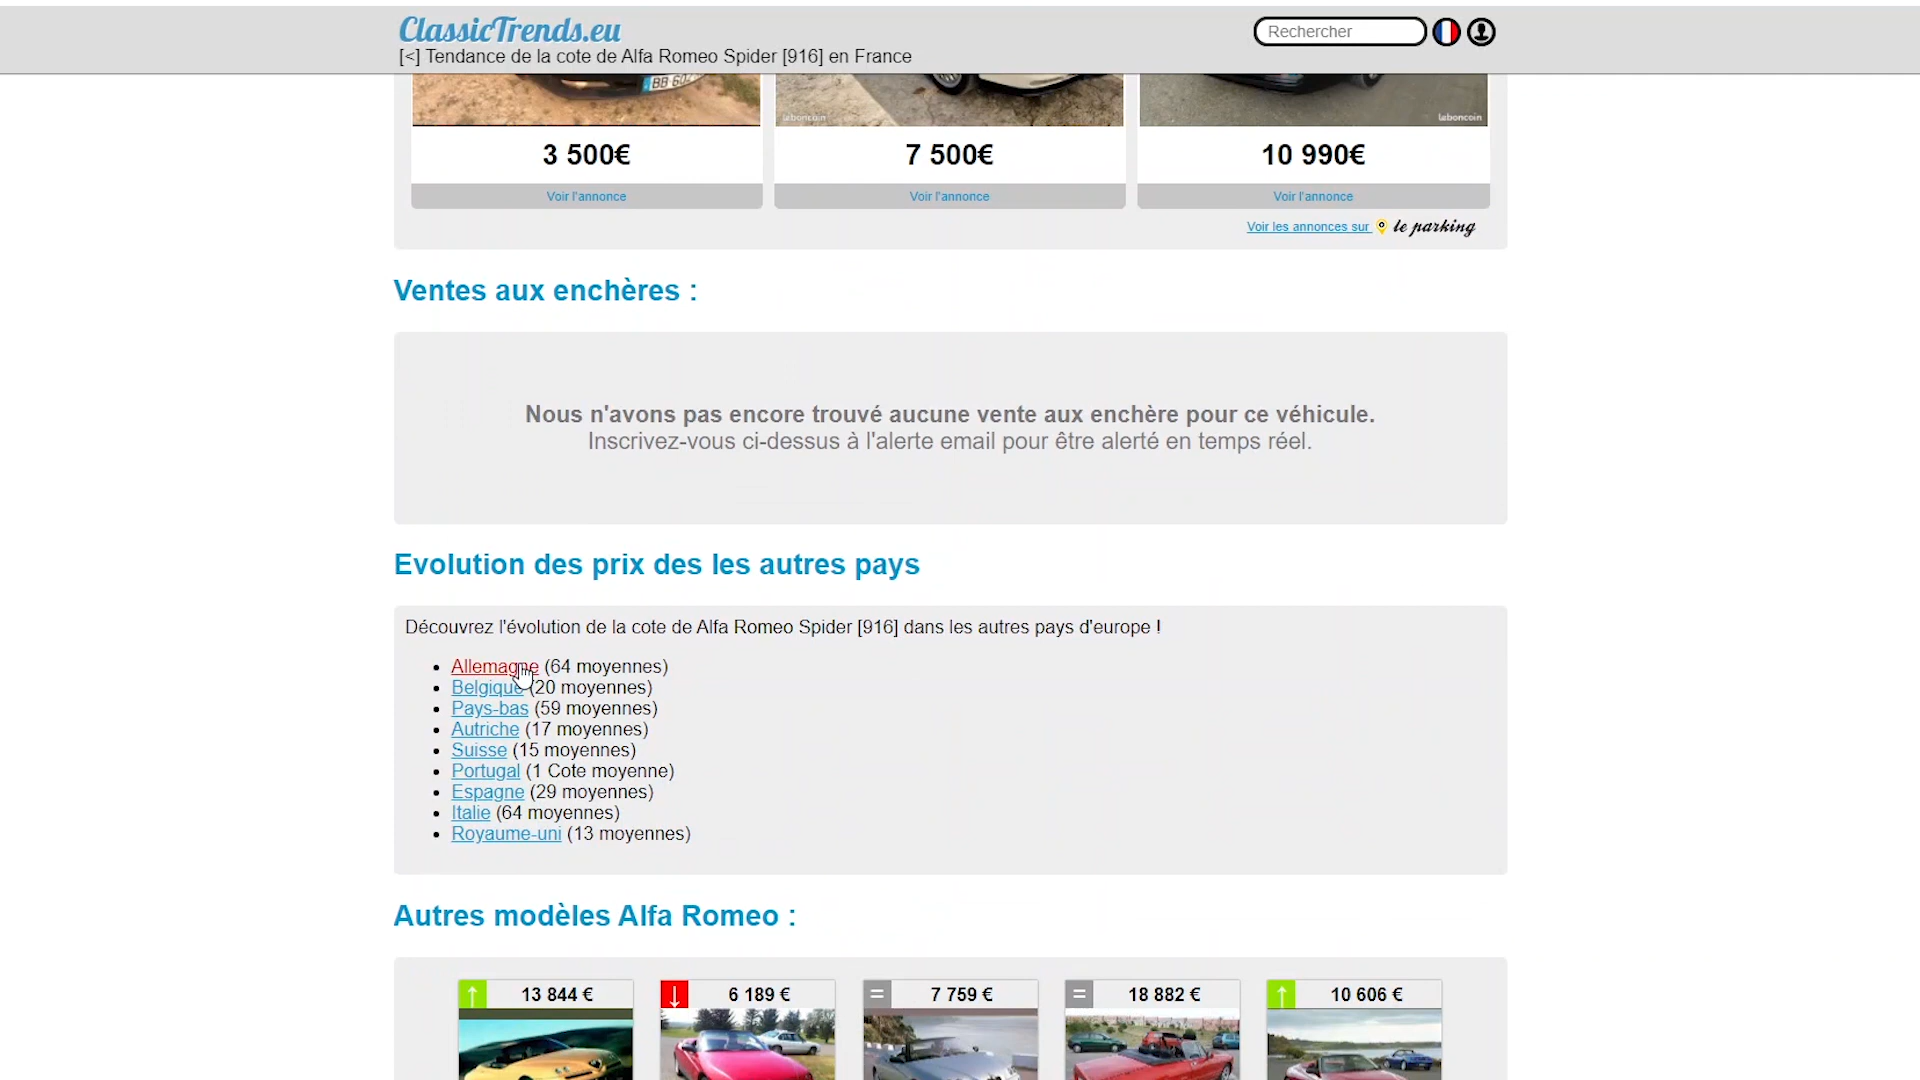 ClassicTrends.eu
Rechercher
[<] Tendance de la cote de Alfa Romeo Spider [916] en France
leboncoin
leboncoin
3 500€
7 500€
10 990€
Voir l'annonce
Voir l'annonce
Voir l'annonce
Voir les annonces sur le parking
Ventes aux enchères :
Nous n'avons pas encore trouvé aucune vente aux enchère pour ce véhicule.
Inscrivez-vous ci-dessus à l'alerte email pour être alerté en temps réel.
Evolution des prix des les autres pays
Découvrez l'évolution de la cote de Alfa Romeo Spider [916] dans les autres pays d'europe !
Allemagne (64 moyennes)
Belgique (20 moyennes)
Pays-bas (59 moyennes)
Autriche (17 moyennes)
Suisse (15 moyennes)
Portugal (1 Cote moyenne)
Espagne (29 moyennes)
Italie (64 moyennes)
Royaume-uni (13 moyennes)
Autres modèles Alfa Romeo :
↑ 13 844 €
↓ 6 189 €
= 7 759 €
= 18 882 €
↑ 10 606 €